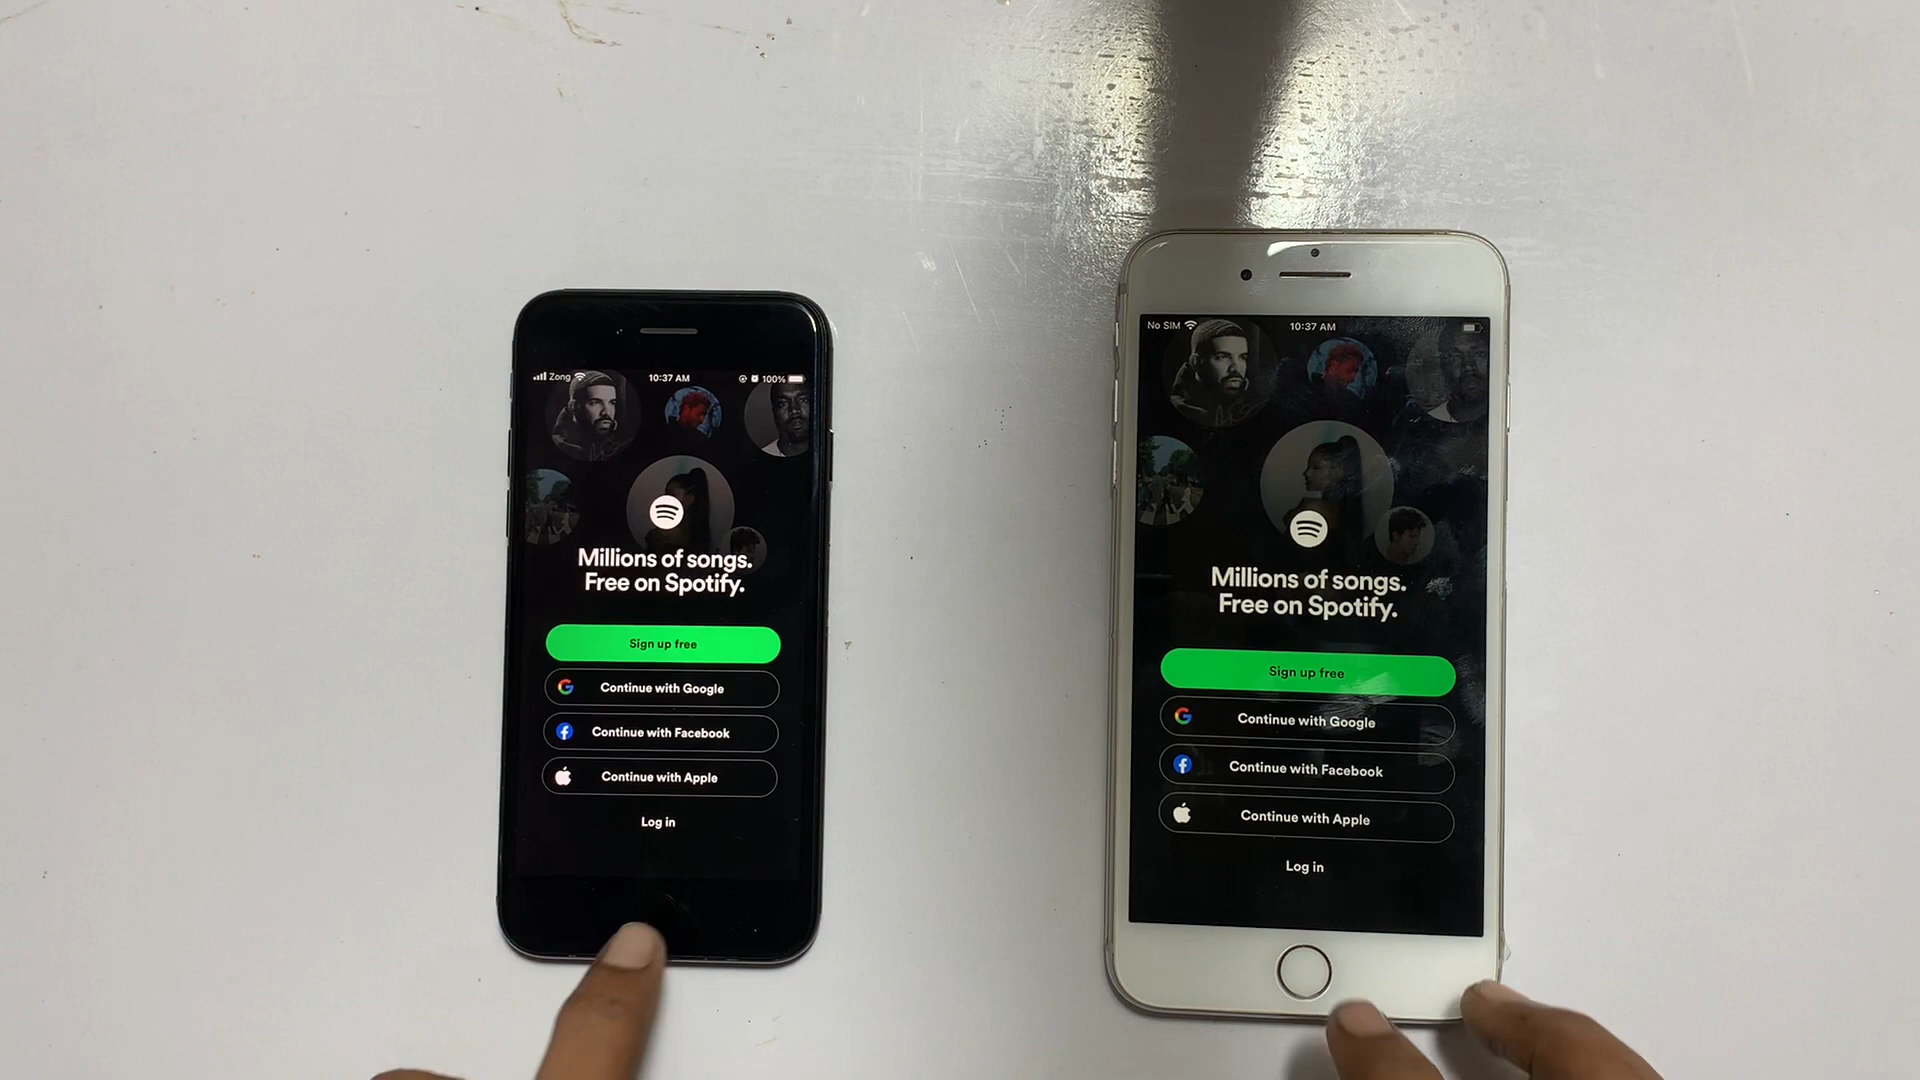 Zong
10:37 AM
100%
Millions of songs.
Free on Spotify.
Sign up free
Continue with Google
Continue with Facebook
Continue with Apple
Log in
No SIM
10:37 AM
Millions of songs.
Free on Spotify.
Sign up free
Continue with Google
Continue with Facebook
Continue with Apple
Log in